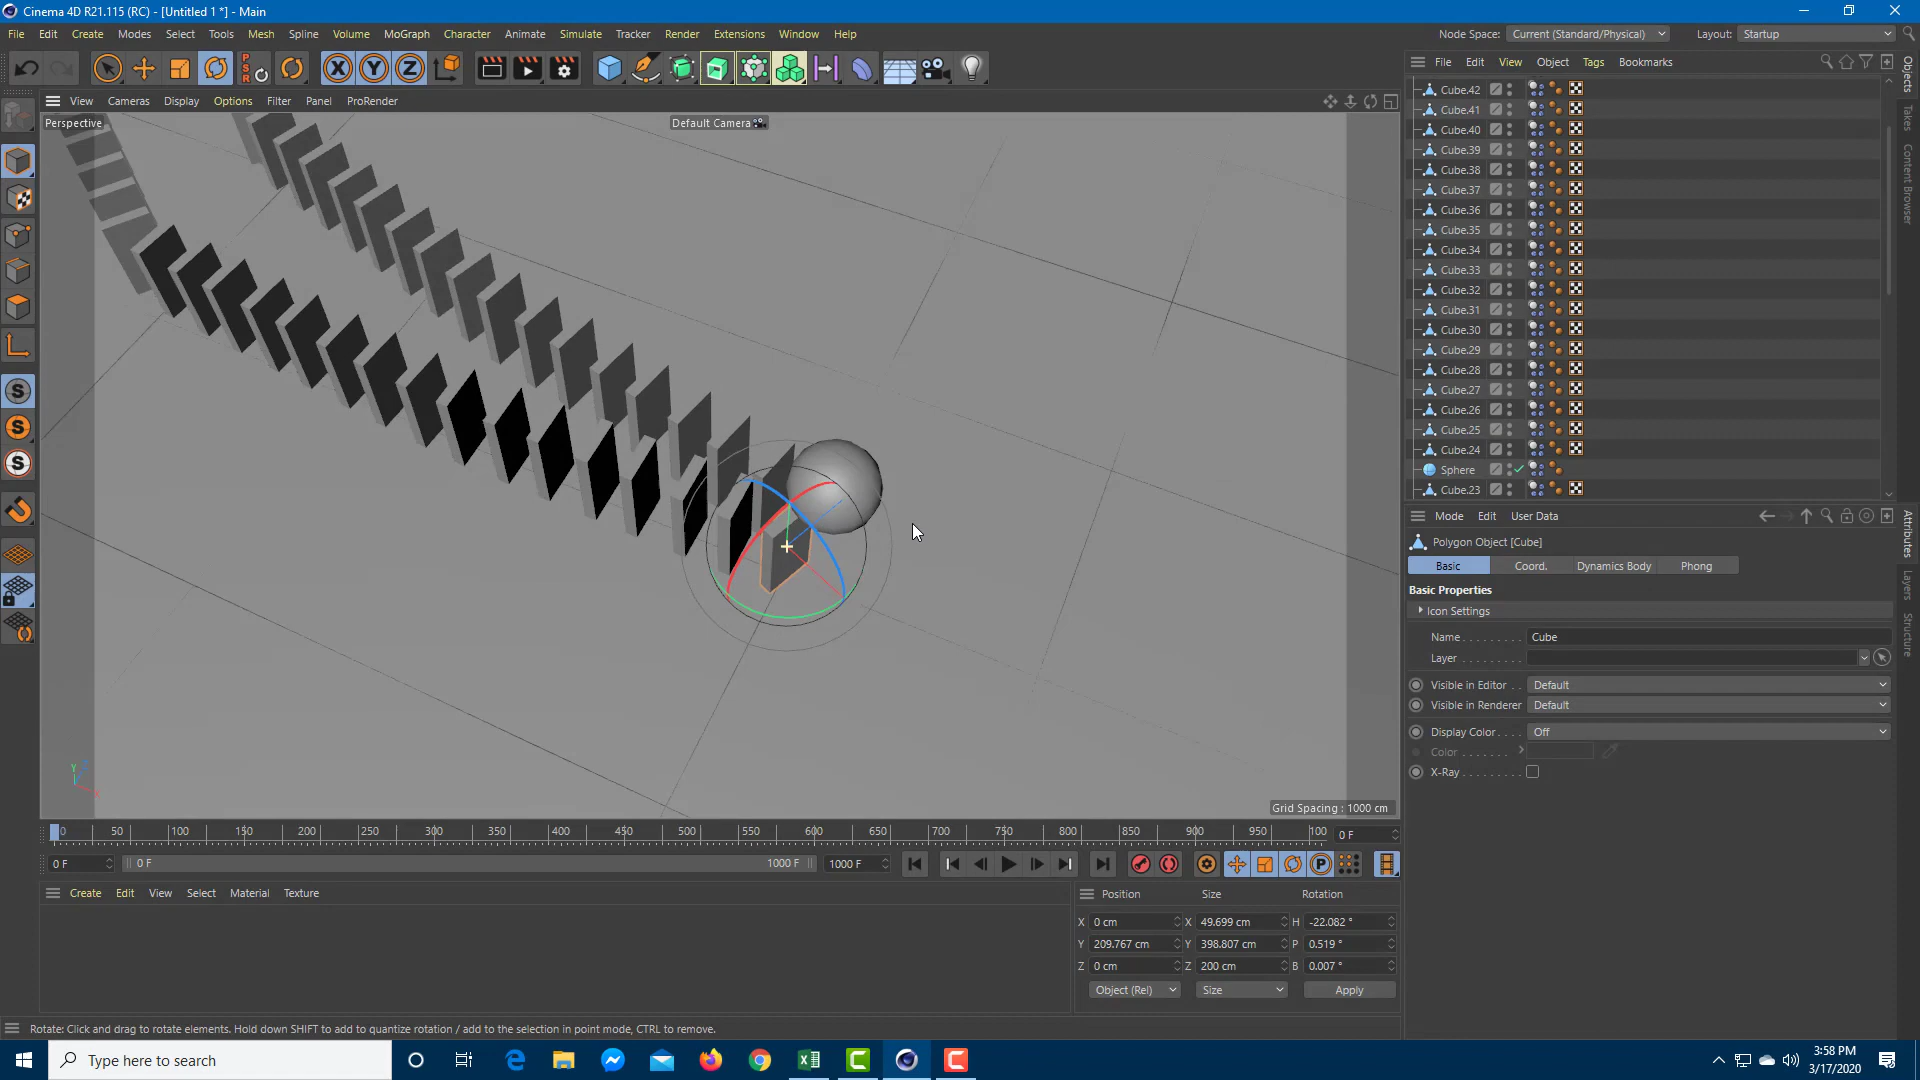 Cinema 4D R21.115 (RC) - [Untitled 1 *] - Main
File Edit Create Modes Select Tools Mesh Spline Volume MoGraph Character Animate Simulate Tracker Render Extensions Window Help
Node Space: Current (Standard/Physical) Layout: Startup
X Y Z PSR
File Edit View Object Tags Bookmarks
View Cameras Display Options Filter Panel ProRender
Perspective
Default Camera
Cube.42
Cube.41
Cube.40
Cube.39
Cube.38
Cube.37
Cube.36
Cube.35
Cube.34
Cube.33
Cube.32
Cube.31
Cube.30
Cube.29
Cube.28
Cube.27
Cube.26
Cube.25
Cube.24
Sphere
Cube.23
Objects
Takes
Content Browser
Mode Edit User Data
Polygon Object [Cube]
Basic Coord. Dynamics Body Phong
Basic Properties
Icon Settings
Name . . . . . . . . . Cube
Layer . . . . . . . . .
Visible in Editor . . Default
Visible in Renderer Default
Display Color . . . . Off
Color . . . . . . .
X-Ray . . . . . . . . .
Attributes
Layers
Structure
S
S
S
Y Z
X
Grid Spacing : 1000 cm
0 50 100 150 200 250 300 350 400 450 500 550 600 650 700 750 800 850 900 950 100 0 F
0 F 0 F 1000 F 1000 F P
Create Edit View Select Material Texture
Position Size Rotation
X 0 cm X 49.699 cm H -22.082 °
Y 209.767 cm Y 398.807 cm P 0.519 °
Z 0 cm Z 200 cm B 0.007 °
Object (Rel) Size Apply
Rotate: Click and drag to rotate elements. Hold down SHIFT to add to quantize rotation / add to the selection in point mode, CTRL to remove.
Type here to search
3:58 PM
3/17/2020